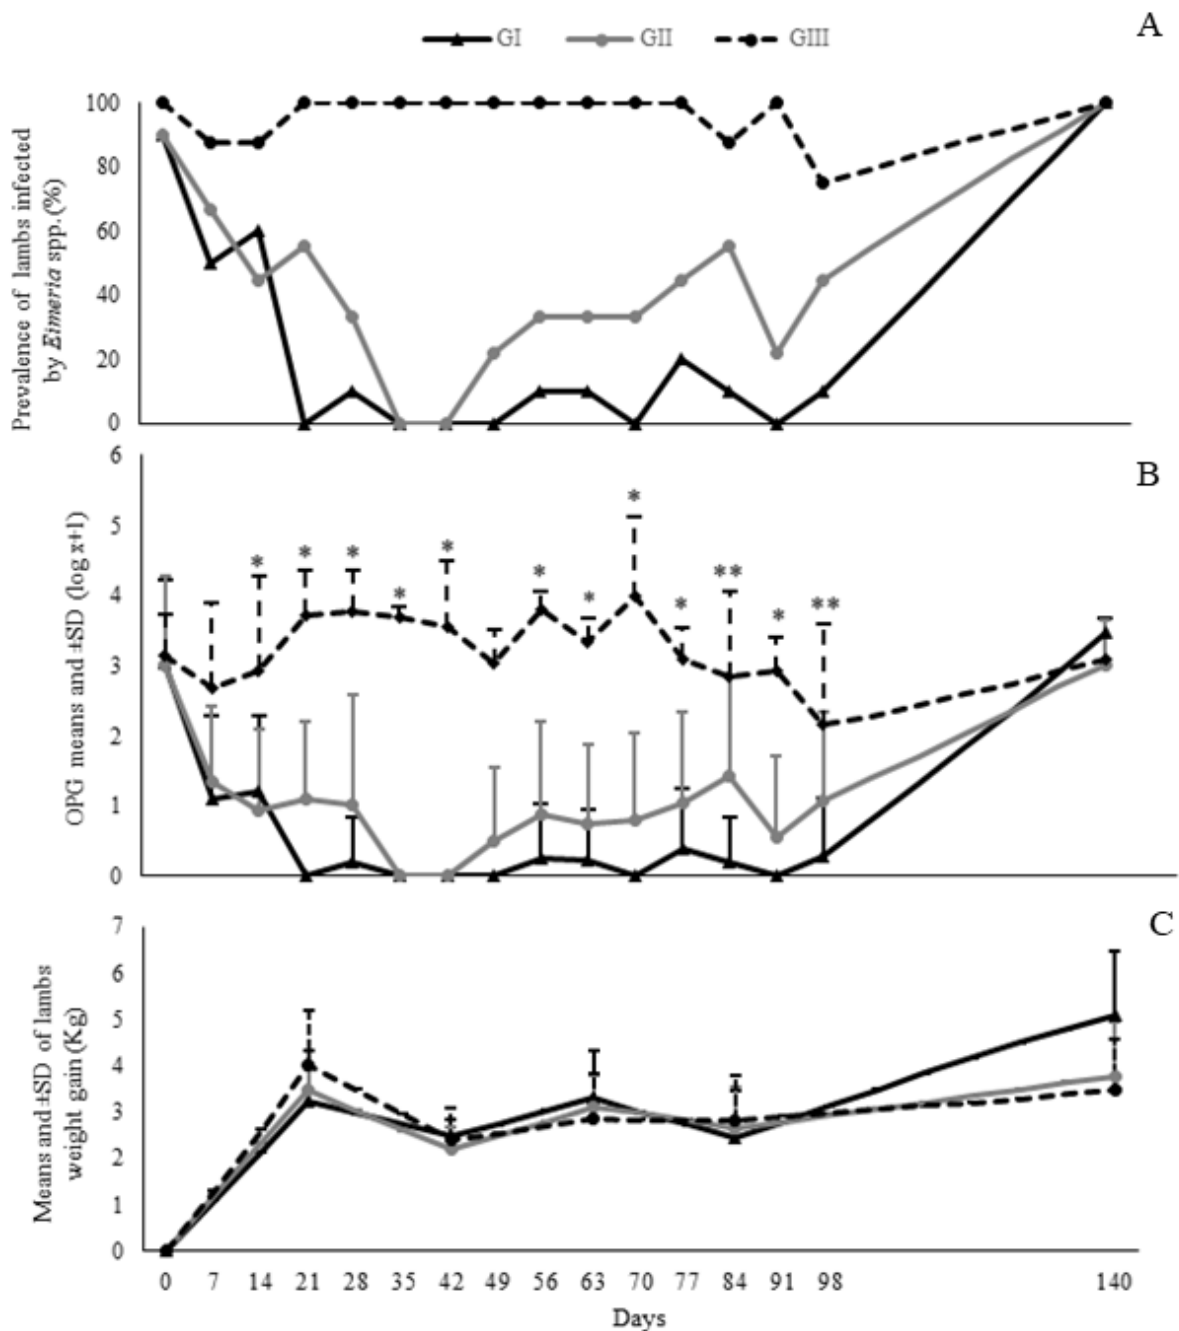 GI GII GIII
A
100
80
60
40
20
0
Prevalence of lambs infected
by Eimeria spp.(%)
B
6
5
4
3
2
1
0
OPG means and ±SD (log x+1)
* * * * * * * * * ** * **
C
7
6
5
4
3
2
1
0
Means and ±SD of lambs
weight gain (Kg)
0 7 14 21 28 35 42 49 56 63 70 77 84 91 98 140
Days